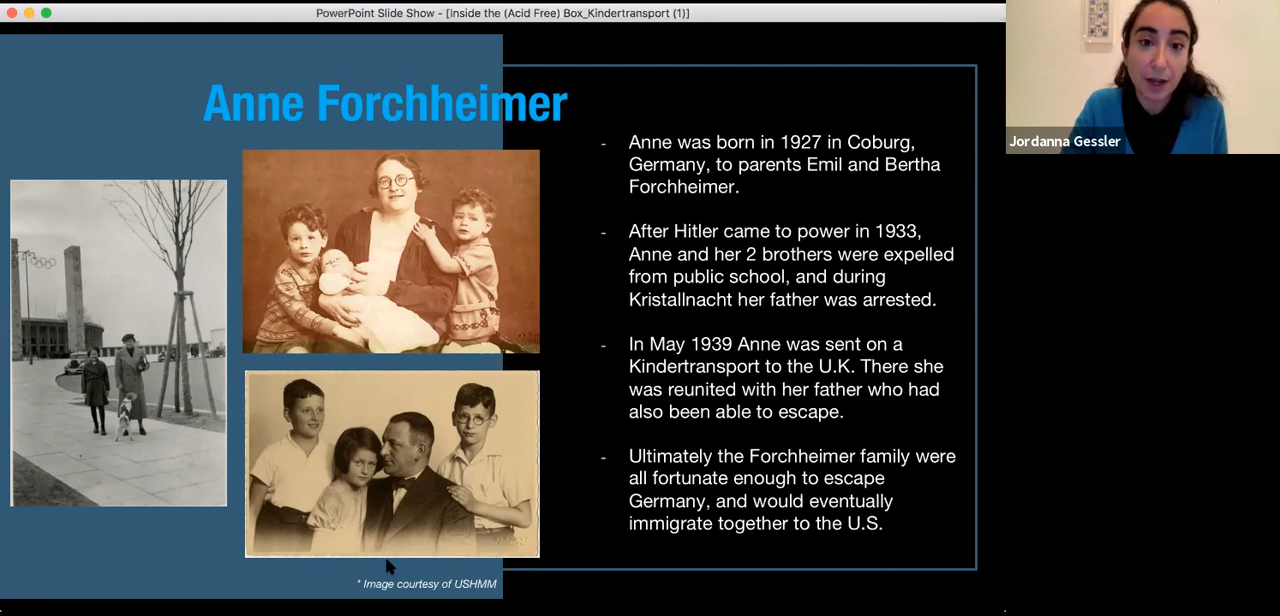 PowerPoint Slide Show - [Inside the (Acid Free) Box_Kindertransport (1)]
Jordanna Gessler
Anne Forchheimer
- Anne was born in 1927 in Coburg,
Germany, to parents Emil and Bertha
Forchheimer.
- After Hitler came to power in 1933,
Anne and her 2 brothers were expelled
from public school, and during
Kristallnacht her father was arrested.
- In May 1939 Anne was sent on a
Kindertransport to the U.K. There she
was reunited with her father who had
also been able to escape.
- Ultimately the Forchheimer family were
all fortunate enough to escape
Germany, and would eventually
immigrate together to the U.S.
* Image courtesy of USHMM